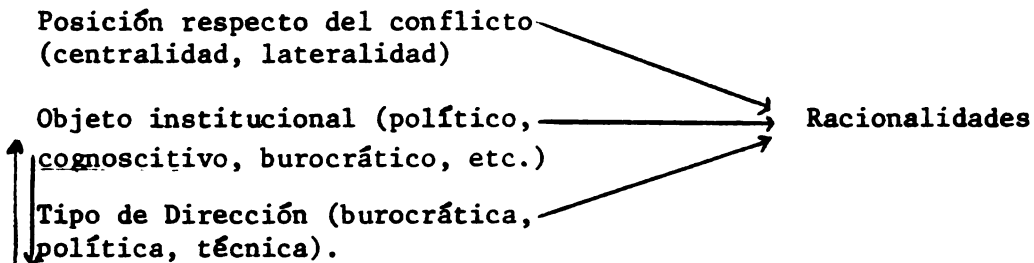 Posición respecto del conflicto
(centralidad, lateralidad)
Objeto institucional (político,
cognoscitivo, burocrático, etc.)
Racionalidades
Tipo de Dirección (burocrática,
política, técnica).